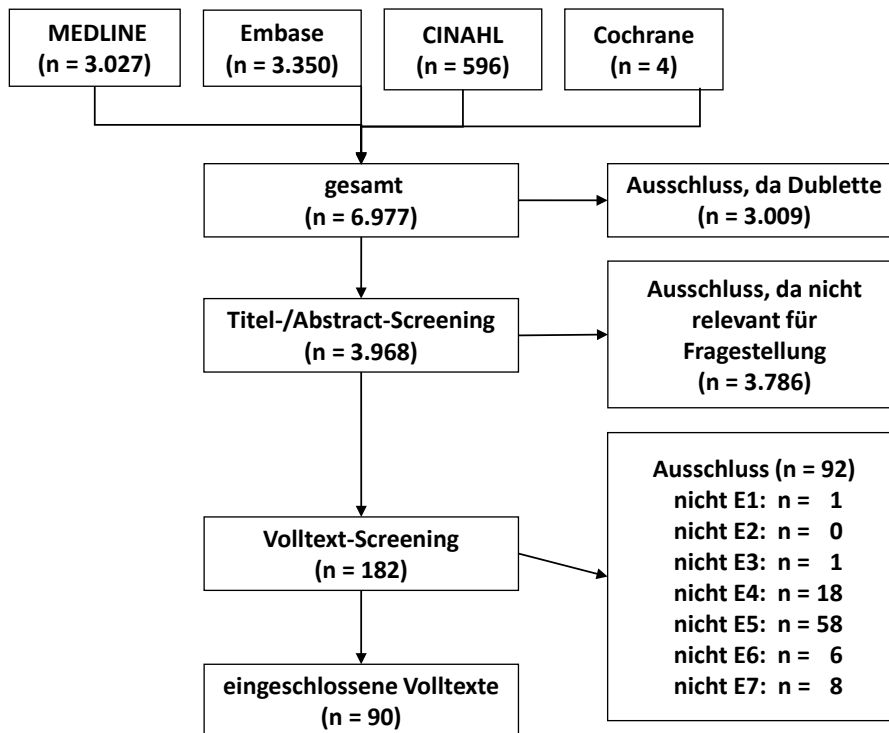 MEDLINE
(n = 3.027)
Embase
(n = 3.350)
CINAHL
(n = 596)
Cochrane
(n = 4)
gesamt
(n = 6.977)
Ausschluss, da Dublette
(n = 3.009)
Titel-/Abstract-Screening
(n = 3.968)
Ausschluss, da nicht
relevant für
Fragestellung
(n = 3.786)
Volltext-Screening
(n = 182)
Ausschluss (n = 92)
nicht E1: n = 1
nicht E2: n = 0
nicht E3: n = 1
nicht E4: n = 18
nicht E5: n = 58
nicht E6: n = 6
nicht E7: n = 8
eingeschlossene Volltexte
(n = 90)